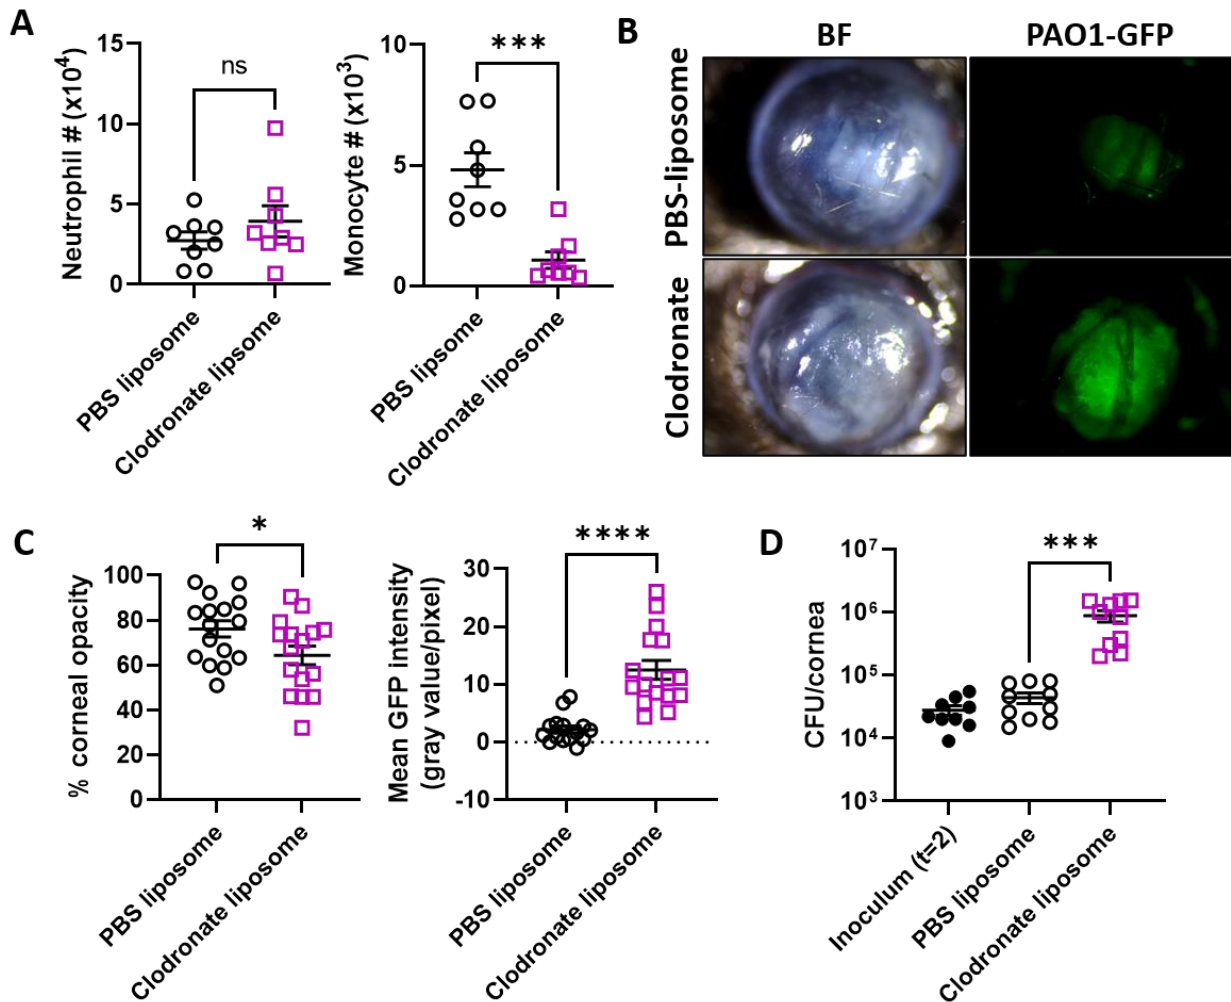 A
Neutrophil # (x10⁴)
15
10
5
0
ns
PBS liposome
Clodronate liposome
Monocyte # (x10³)
10
5
0
***
PBS liposome
Clodronate liposome
B
BF
PAO1-GFP
PBS-liposome
Clodronate
C
% corneal opacity
100
80
60
40
20
0
*
PBS liposome
Clodronate liposome
Mean GFP intensity
(gray value/pixel)
30
20
10
0
-10
****
PBS liposome
Clodronate liposome
D
CFU/cornea
10⁷
10⁶
10⁵
10⁴
10³
***
Inoculum (t=2)
PBS liposome
Clodronate liposome